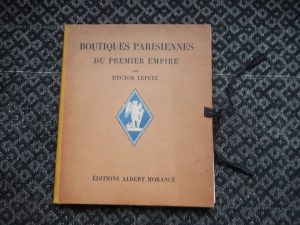 BOUTIQUES PARISIENNES
DU PREMIER EMPIRE
PAR
HECTOR LEFUEL
ÉDITIONS ALBERT MORANCÉ